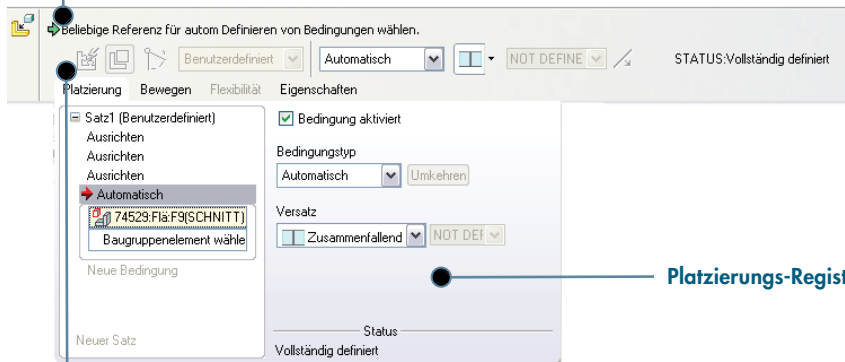 Beliebige Referenz für autom Definieren von Bedingungen wählen.
Benutzerdefiniert Automatisch NOT DEFINE STATUS:Vollständig definiert
Platzierung Bewegen Flexibilität Eigenschaften
Satz1 (Benutzerdefiniert)
Ausrichten
Ausrichten
Ausrichten
Automatisch
74529:Flä:F9(SCHNITT)
Baugruppenelement wähle
Neue Bedingung
Neuer Satz
Bedingung aktiviert
Bedingungstyp
Automatisch Umkehren
Versatz
Zusammenfallend NOT DEF
Status
Vollständig definiert
Platzierungs-Regist